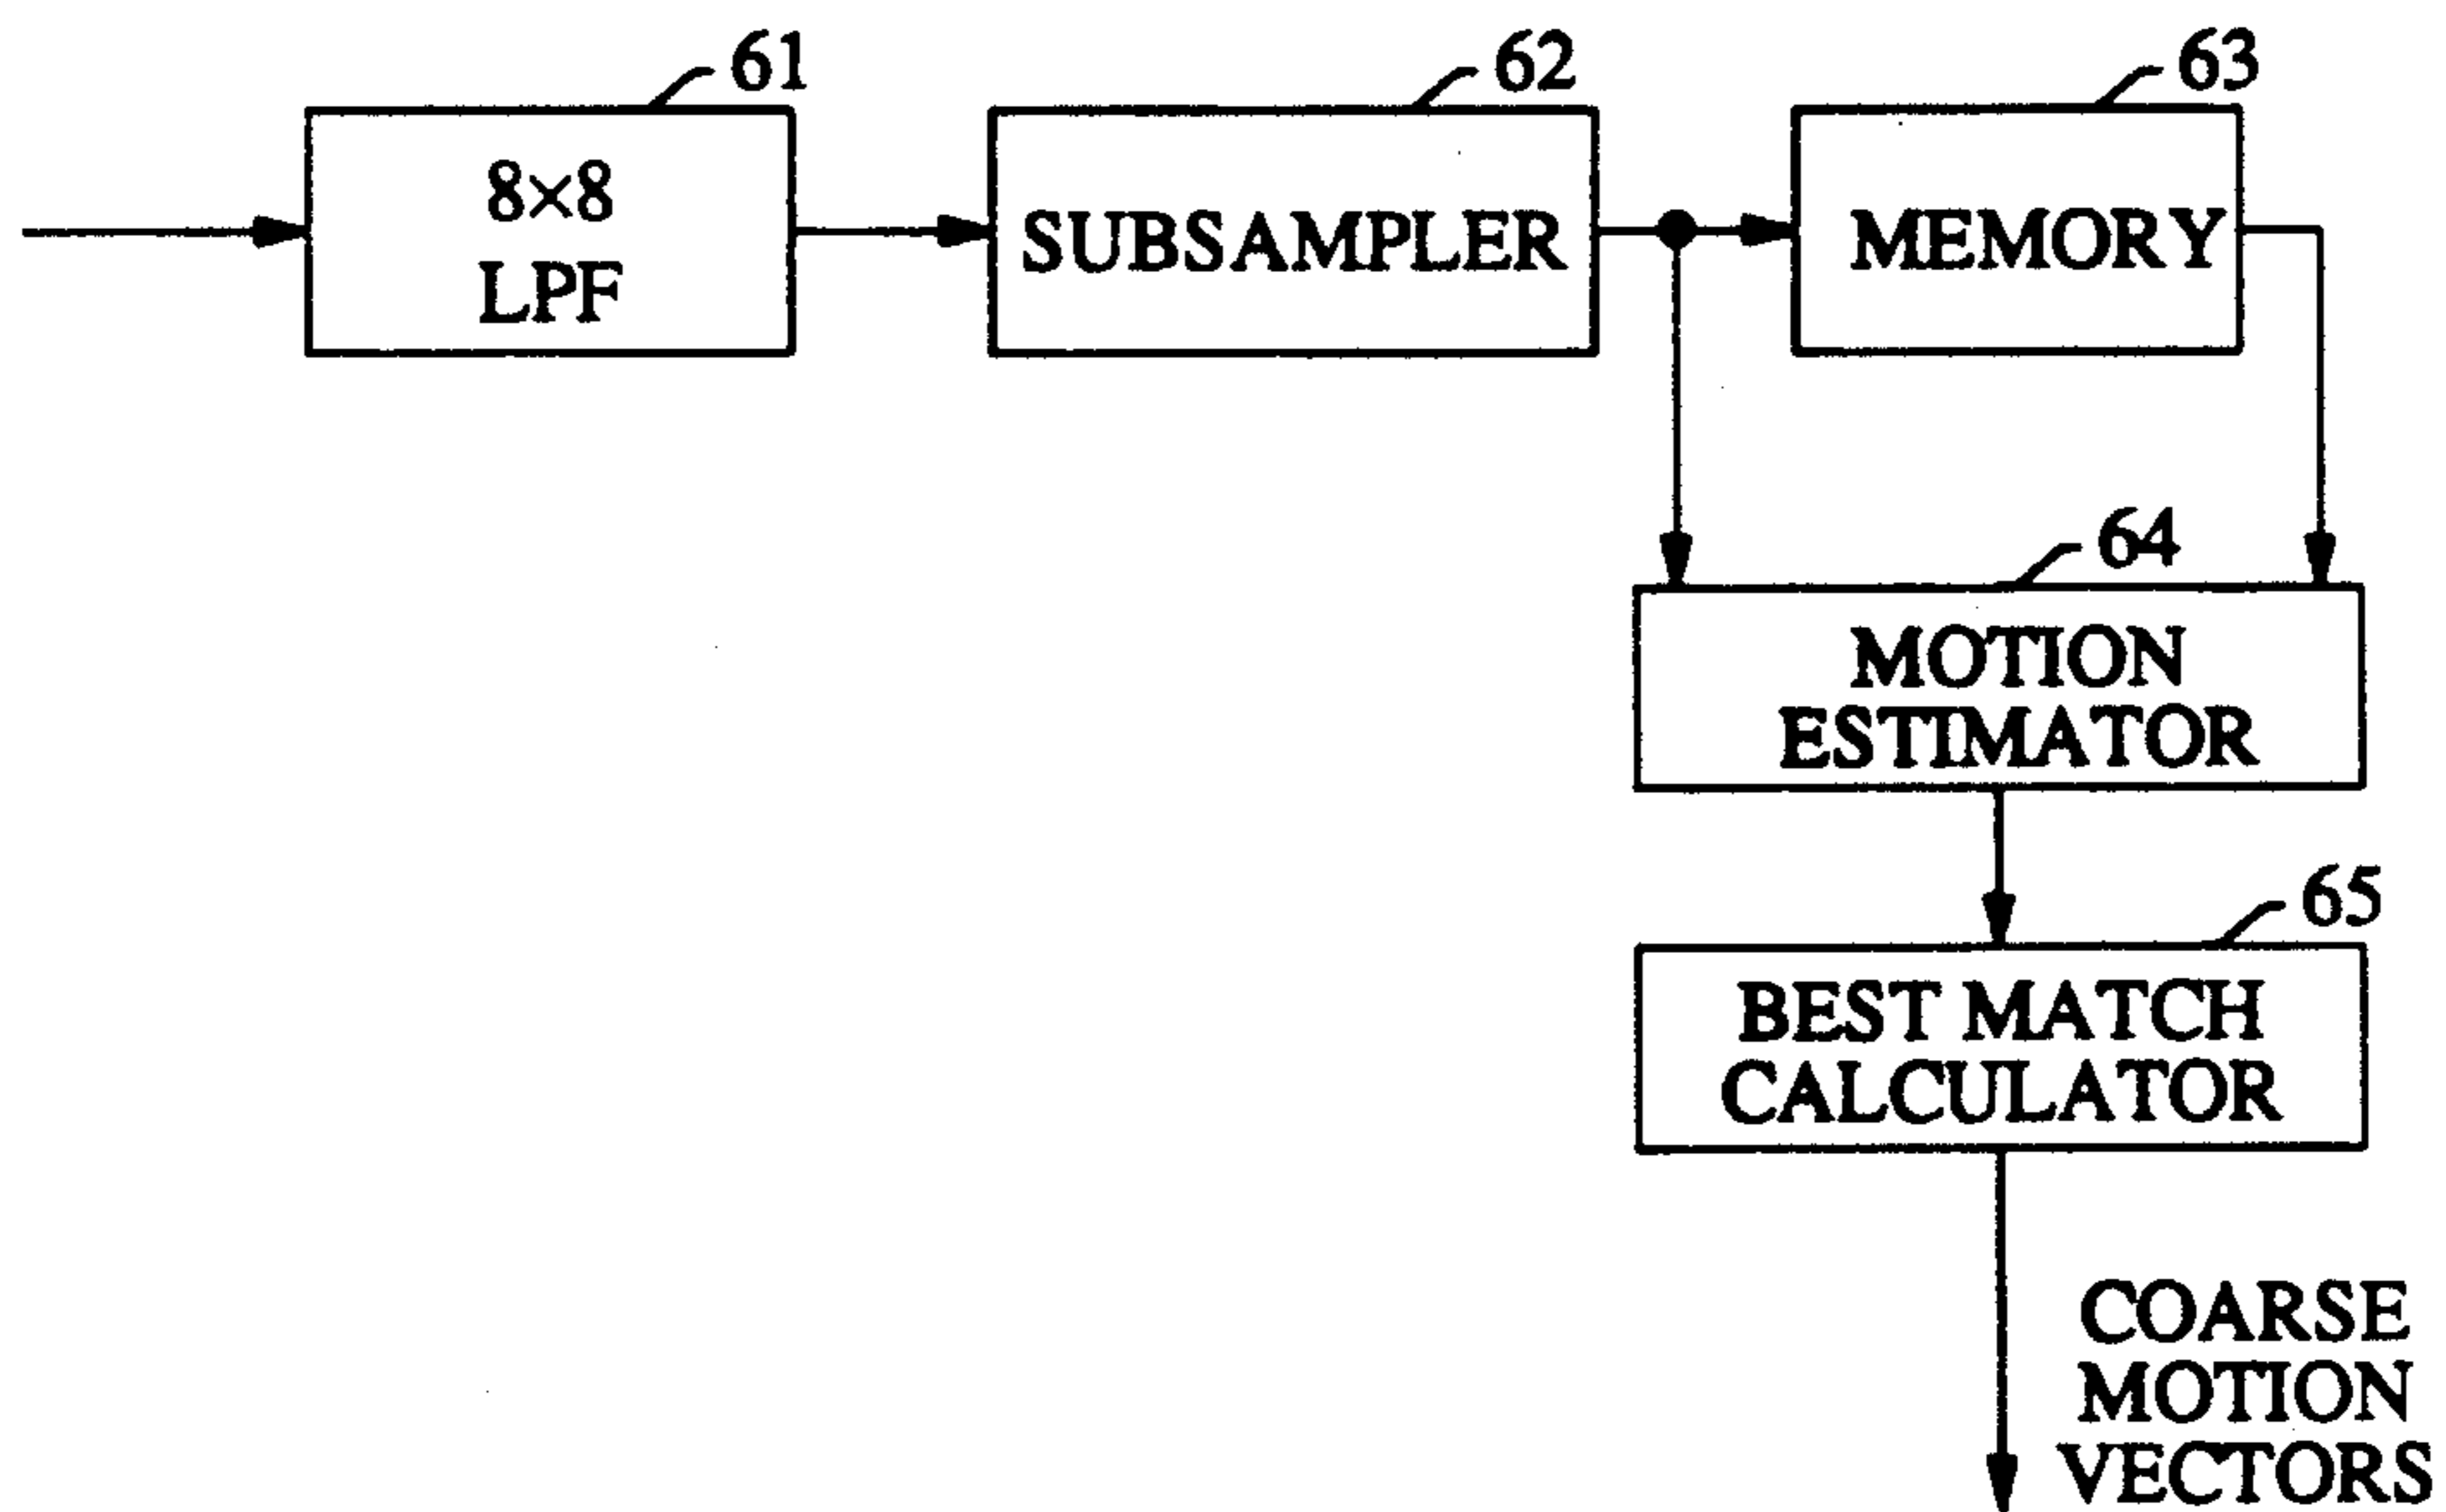 61
62
63
8×8
LPF
SUBSAMPLER
MEMORY
64
MOTION
ESTIMATOR
65
BEST MATCH
CALCULATOR
COARSE
MOTION
VECTORS